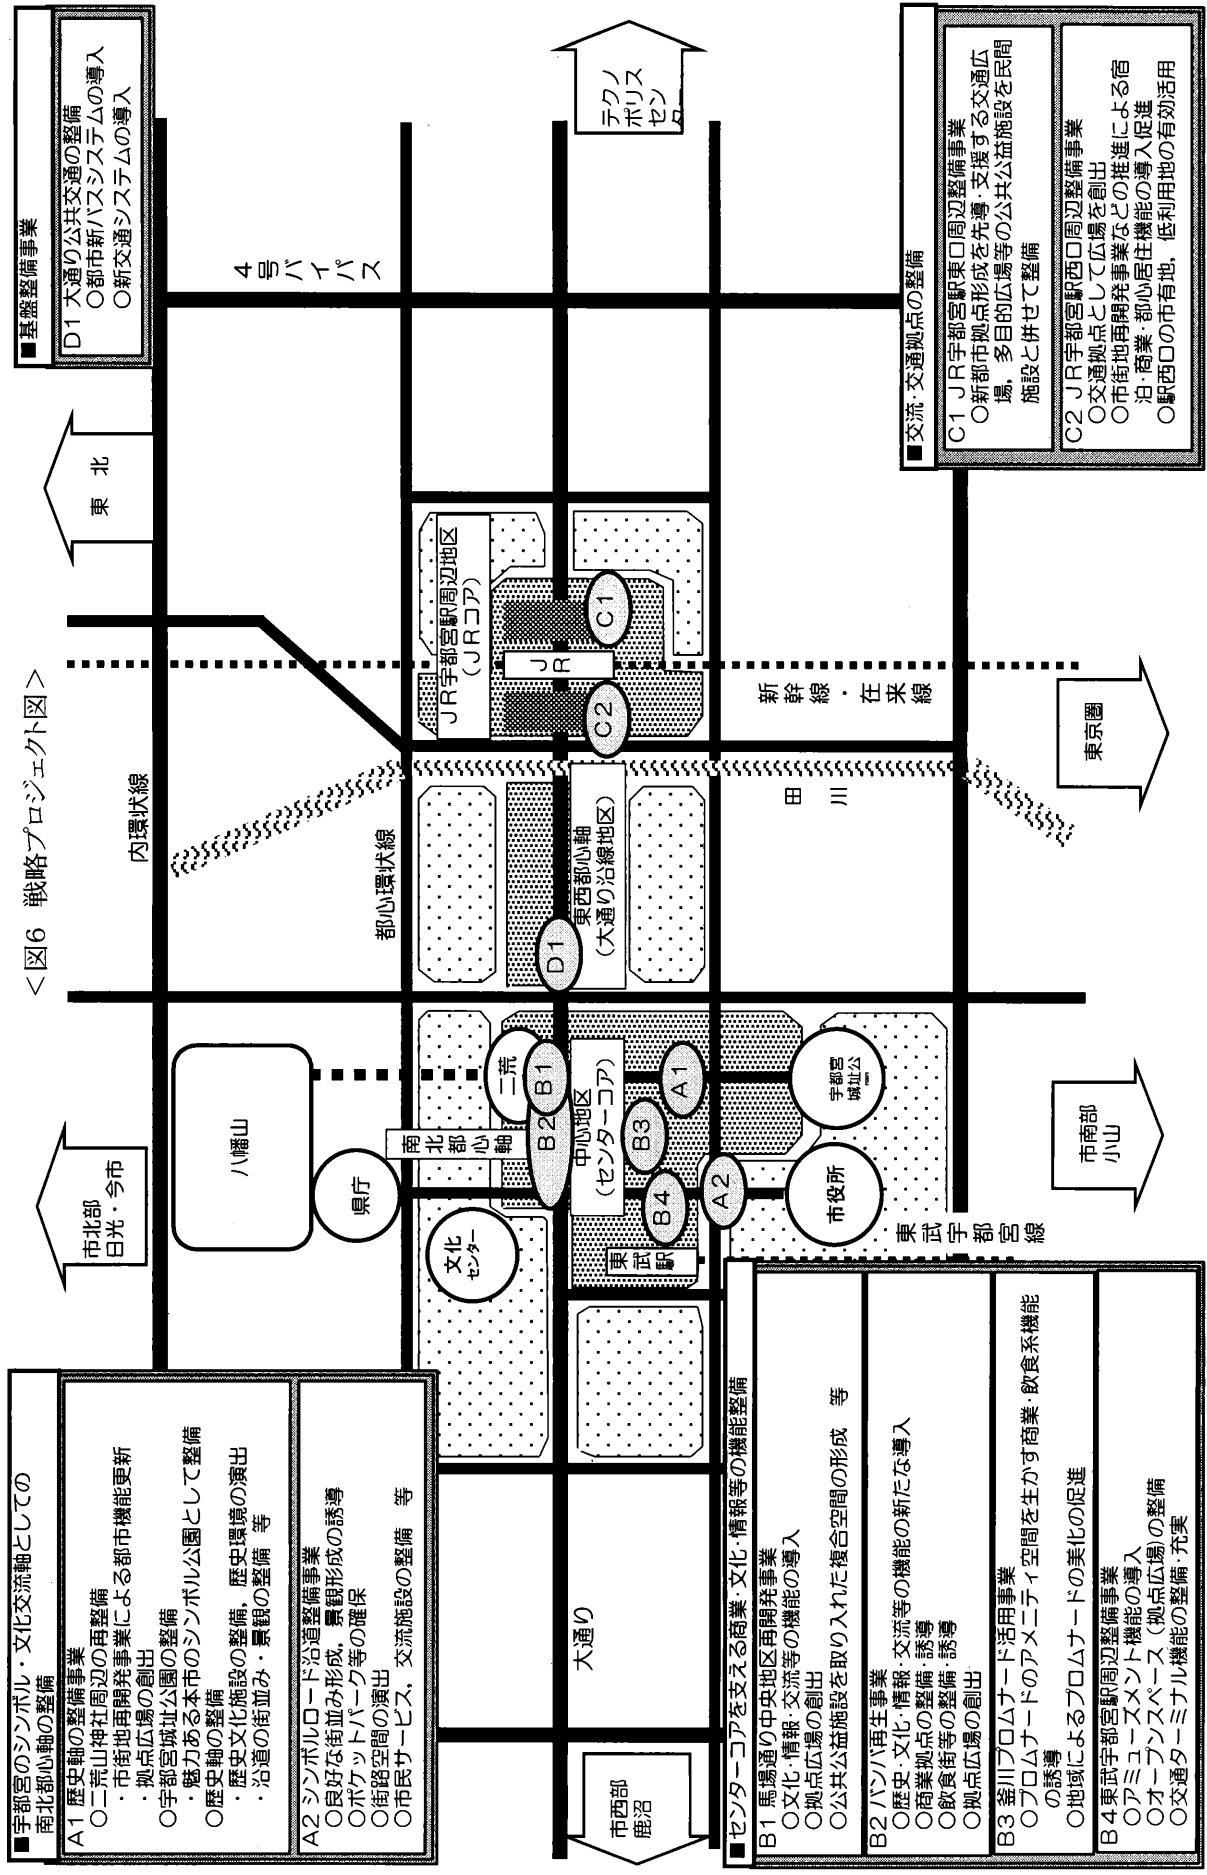 <図6 戦略プロジェクト図>
■宇都宮のシンボル・文化交流軸としての
南北都心軸の整備
A1 歴史軸の整備事業
○二荒山神社周辺の再整備
・市街地再開発事業による都市機能更新
・拠点広場の創出
○宇都宮城址公園の整備
・魅力ある本市のシンボル公園として整備
○歴史軸の整備
・歴史文化施設の整備，歴史環境の演出
・沿道の街並み・景観の整備 等
A2 シンボルロード沿道整備事業
○良好な街並み形成，景観形成の誘導
○ポケットパーク等の確保
○街路空間の演出
○市民サービス，交流施設の整備 等
市北部
日光・今市
東 北
■基盤整備事業
D1 大通り公共交通の整備
○都市新バスシステムの導入
○新交通システムの導入
内環状線
八幡山
県庁
都心環状線
4号バイパス
文化
センター
南北都心軸
二荒
B1
B2
中心地区
(センターコア)
B3
A1
B4
A2
東武駅
市役所
宇都宮
城址公
D1
東西都心軸
(大通り沿線地区)
JR宇都宮駅周辺地区
(JRコア)
JR
C1
C2
テクノ
ポリス
センタ
大通り
市西部
鹿沼
田 川
新幹線・在来線
東武宇都宮線
市南部
小山
東京圏
■センターコアを支える商業・文化・情報等の機能整備
B1 馬場通り中央地区再開発事業
○文化・情報・交流等の機能の導入
○拠点広場の創出
○公共公益施設を取り入れた複合空間の形成 等
B2 バンバ再生事業
○歴史・文化・情報・交流等の機能の新たな導入
○商業拠点の整備・誘導
○飲食街等の整備・誘導
○拠点広場の創出
B3 釜川プロムナード活用事業
○プロムナードのアメニティ空間を生かす商業・飲食系機能
の誘導
○地域によるプロムナードの美化の促進
B4東武宇都宮駅周辺整備事業
○アミューズメント機能の導入
○オープンスペース(拠点広場)の整備
○交通ターミナル機能の整備・充実
■交流・交通拠点の整備
C1 JR宇都宮駅東口周辺整備事業
○新都市拠点形成を先導・支援する交通広
場，多目的広場等の公共公益施設を民間
施設と併せて整備
C2 JR宇都宮駅西口周辺整備事業
○交通拠点として広場を創出
○市街地再開発事業などの推進による宿
泊・商業・都心居住機能の導入促進
○駅西口の市有地，低利用地の有効活用